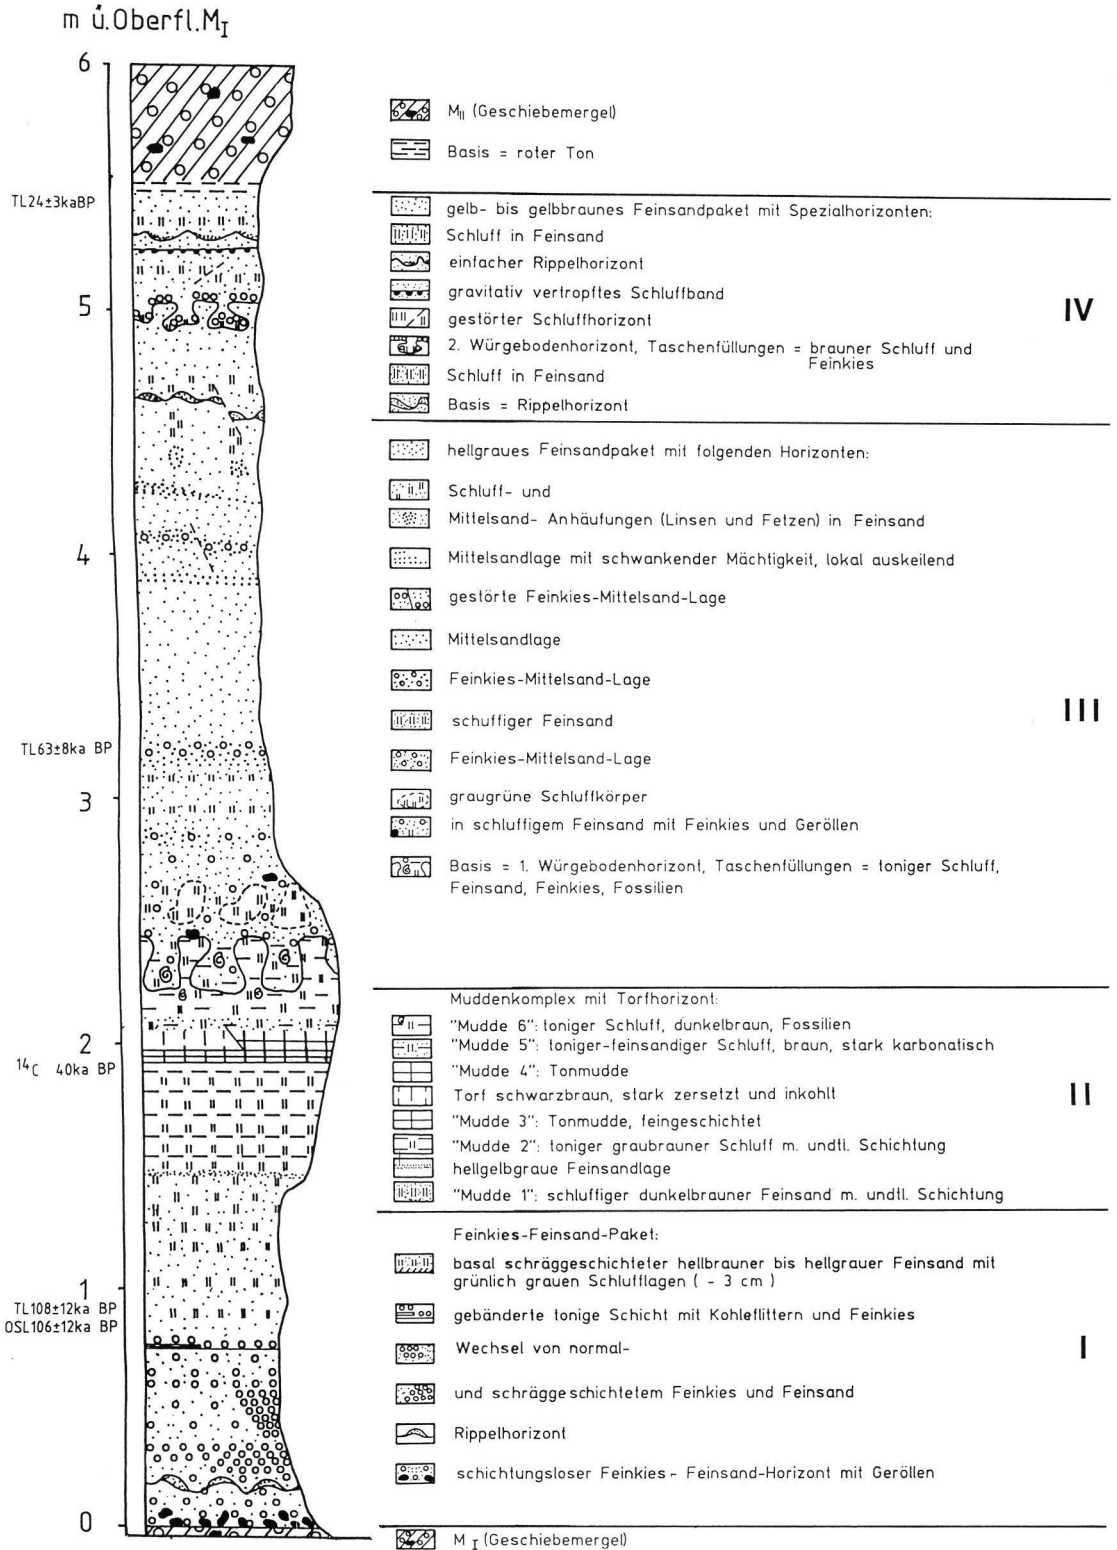 m ü.Oberfl.M_I
6
5
4
3
2
1
0
TL24±3kaBP
TL63±8ka BP
14C 40ka BP
TL108±12ka BP
OSL106±12ka BP
M_II (Geschiebemergel)
Basis = roter Ton
gelb- bis gelbbraunes Feinsandpaket mit Spezialhorizonten:
Schluff in Feinsand
einfacher Rippelhorizont
gravitativ vertropftes Schluffband
gestörter Schluffhorizont
2. Würgebodenhorizont, Taschenfüllungen = brauner Schluff und
Feinkies
Schluff in Feinsand
Basis = Rippelhorizont
IV
hellgraues Feinsandpaket mit folgenden Horizonten:
Schluff- und
Mittelsand- Anhäufungen (Linsen und Fetzen) in Feinsand
Mittelsandlage mit schwankender Mächtigkeit, lokal auskeilend
gestörte Feinkies-Mittelsand-Lage
Mittelsandlage
Feinkies-Mittelsand-Lage
schuffiger Feinsand
Feinkies-Mittelsand-Lage
graugrüne Schluffkörper
in schluffigem Feinsand mit Feinkies und Geröllen
Basis = 1. Würgebodenhorizont, Taschenfüllungen = toniger Schluff,
Feinsand, Feinkies, Fossilien
III
Muddenkomplex mit Torfhorizont:
"Mudde 6": toniger Schluff, dunkelbraun, Fossilien
"Mudde 5": toniger-feinsandiger Schluff, braun, stark karbonatisch
"Mudde 4": Tonmudde
Torf schwarzbraun, stark zersetzt und inkohlt
"Mudde 3": Tonmudde, feingeschichtet
"Mudde 2": toniger graubrauner Schluff m. undtl. Schichtung
hellgelbgraue Feinsandlage
"Mudde 1": schluffiger dunkelbrauner Feinsand m. undtl. Schichtung
II
Feinkies-Feinsand-Paket:
basal schräggeschichteter hellbrauner bis hellgrauer Feinsand mit
grünlich grauen Schlufflagen ( - 3 cm )
gebänderte tonige Schicht mit Kohleflittern und Feinkies
Wechsel von normal-
und schräggeschichtetem Feinkies und Feinsand
Rippelhorizont
schichtungsloser Feinkies - Feinsand-Horizont mit Geröllen
I
M_I (Geschiebemergel)